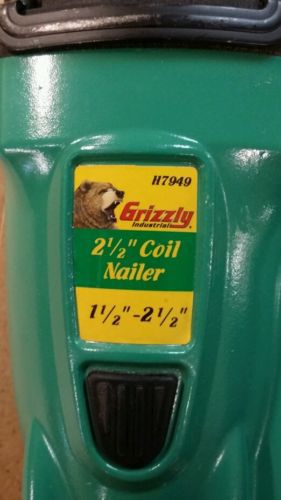 H7949
Grizzly
Industrial
2½" Coil
Nailer
1½"-2½"